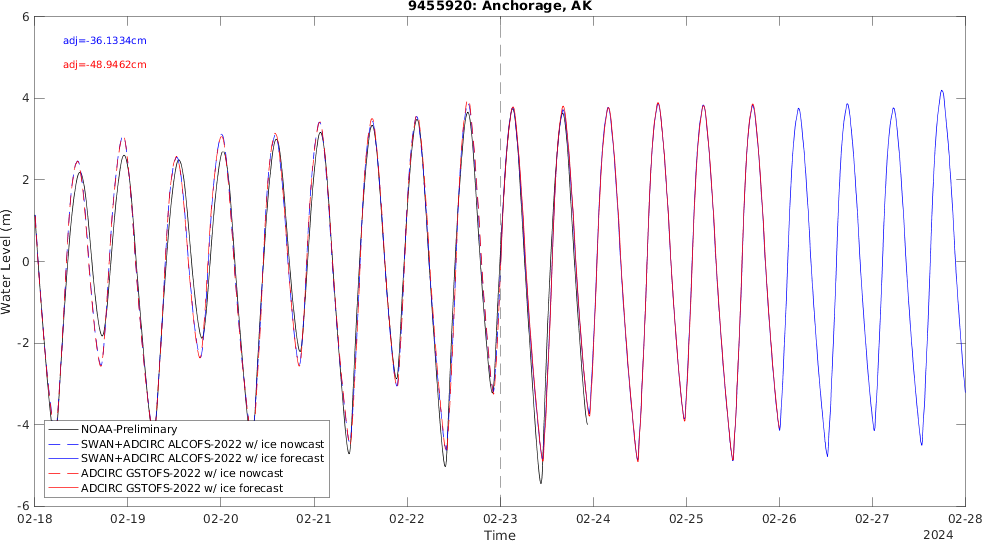 9455920: Anchorage, AK
adj=-36.1334cm
adj=-48.9462cm
6
4
2
0
-2
-4
-6
Water Level (m)
NOAA-Preliminary
SWAN+ADCIRC ALCOFS-2022 w/ ice nowcast
SWAN+ADCIRC ALCOFS-2022 w/ ice forecast
ADCIRC GSTOFS-2022 w/ ice nowcast
ADCIRC GSTOFS-2022 w/ ice forecast
02-18 02-19 02-20 02-21 02-22 02-23 02-24 02-25 02-26 02-27 02-28
Time
2024